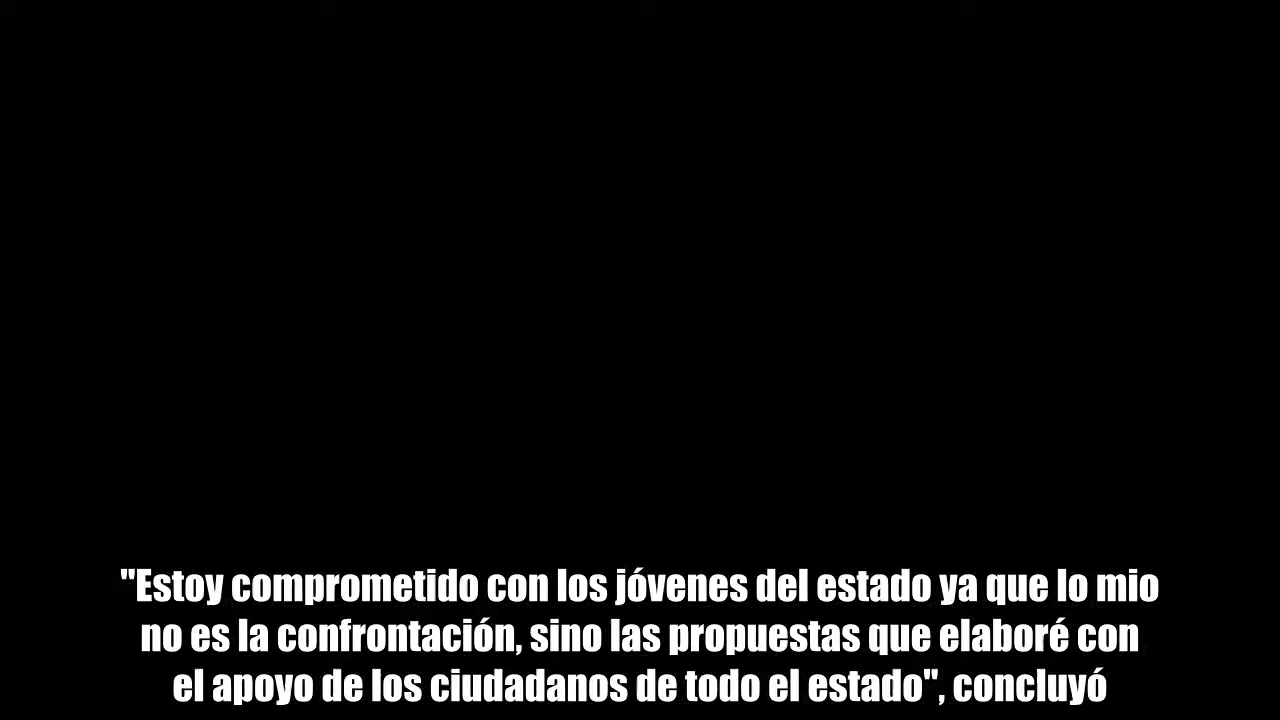 "Estoy comprometido con los jóvenes del estado ya que lo mio
no es la confrontación, sino las propuestas que elaboré con
el apoyo de los ciudadanos de todo el estado", concluyó